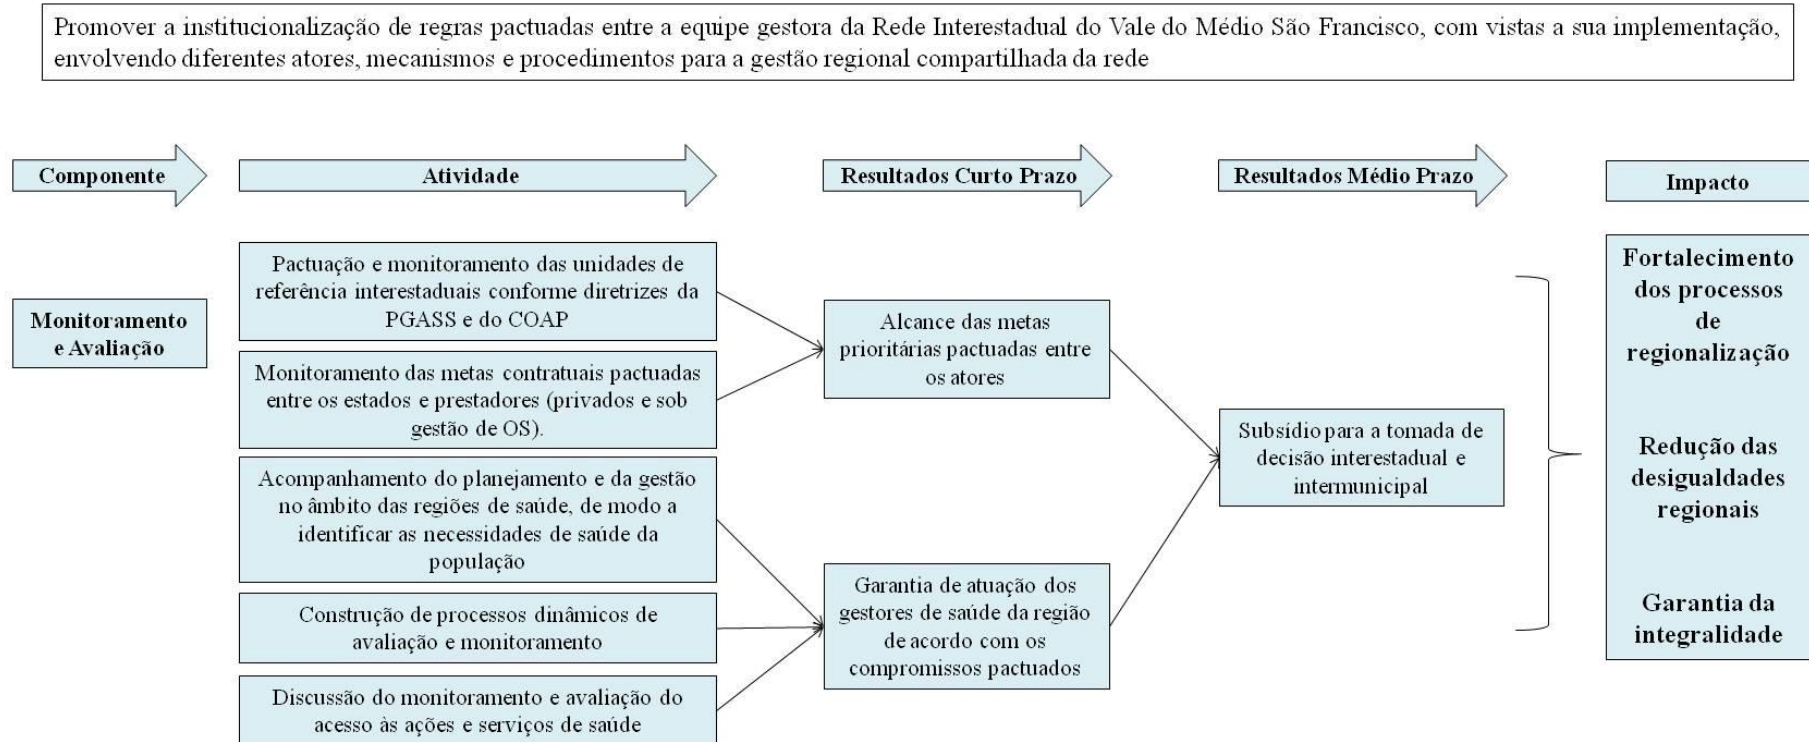 Promover a institucionalização de regras pactuadas entre a equipe gestora da Rede Interestadual do Vale do Médio São Francisco, com vistas a sua implementação,
envolvendo diferentes atores, mecanismos e procedimentos para a gestão regional compartilhada da rede
Componente
Atividade
Resultados Curto Prazo
Resultados Médio Prazo
Impacto
Monitoramento
e Avaliação
Pactuação e monitoramento das unidades de
referência interestaduais conforme diretrizes da
PGASS e do COAP
Monitoramento das metas contratuais pactuadas
entre os estados e prestadores (privados e sob
gestão de OS).
Acompanhamento do planejamento e da gestão
no âmbito das regiões de saúde, de modo a
identificar as necessidades de saúde da
população
Construção de processos dinâmicos de
avaliação e monitoramento
Discussão do monitoramento e avaliação do
acesso às ações e serviços de saúde
Alcance das metas
prioritárias pactuadas entre
os atores
Garantia de atuação dos
gestores de saúde da região
de acordo com os
compromissos pactuados
Subsídio para a tomada de
decisão interestadual e
intermunicipal
Fortalecimento
dos processos
de
regionalização
Redução das
desigualdades
regionais
Garantia da
integralidade